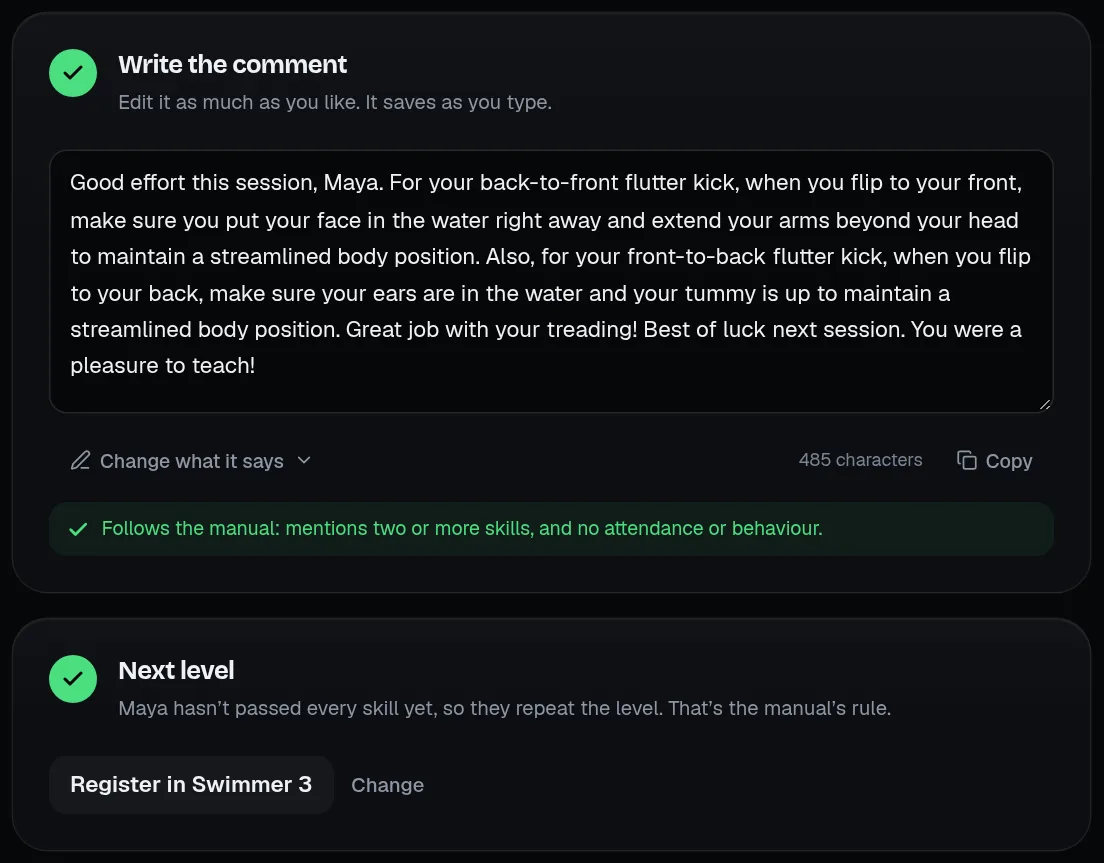 Write the comment
Edit it as much as you like. It saves as you type.
Good effort this session, Maya. For your back-to-front flutter kick, when you flip to your front,
make sure you put your face in the water right away and extend your arms beyond your head
to maintain a streamlined body position. Also, for your front-to-back flutter kick, when you flip
to your back, make sure your ears are in the water and your tummy is up to maintain a
streamlined body position. Great job with your treading! Best of luck next session. You were a
pleasure to teach!
Change what it says
485 characters
Copy
Follows the manual: mentions two or more skills, and no attendance or behaviour.
Next level
Maya hasn’t passed every skill yet, so they repeat the level. That’s the manual’s rule.
Register in Swimmer 3
Change